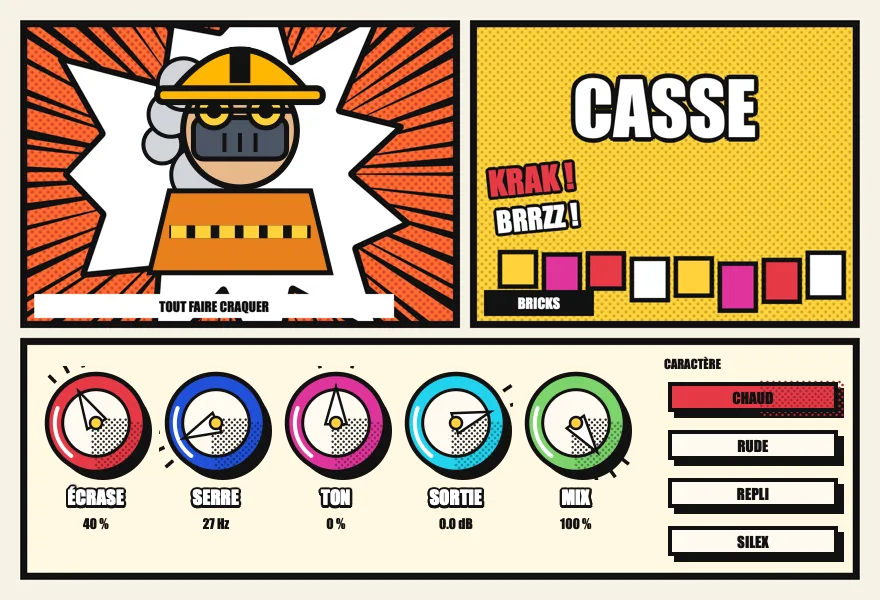 TOUT FAIRE CRAQUER
CASSE
KRAK !
BRRZZ !
BRICKS
ÉCRASE
40 %
SERRE
27 Hz
TON
0 %
SORTIE
0.0 dB
MIX
100 %
CARACTÈRE
CHAUD
RUDE
REPLI
SILEX